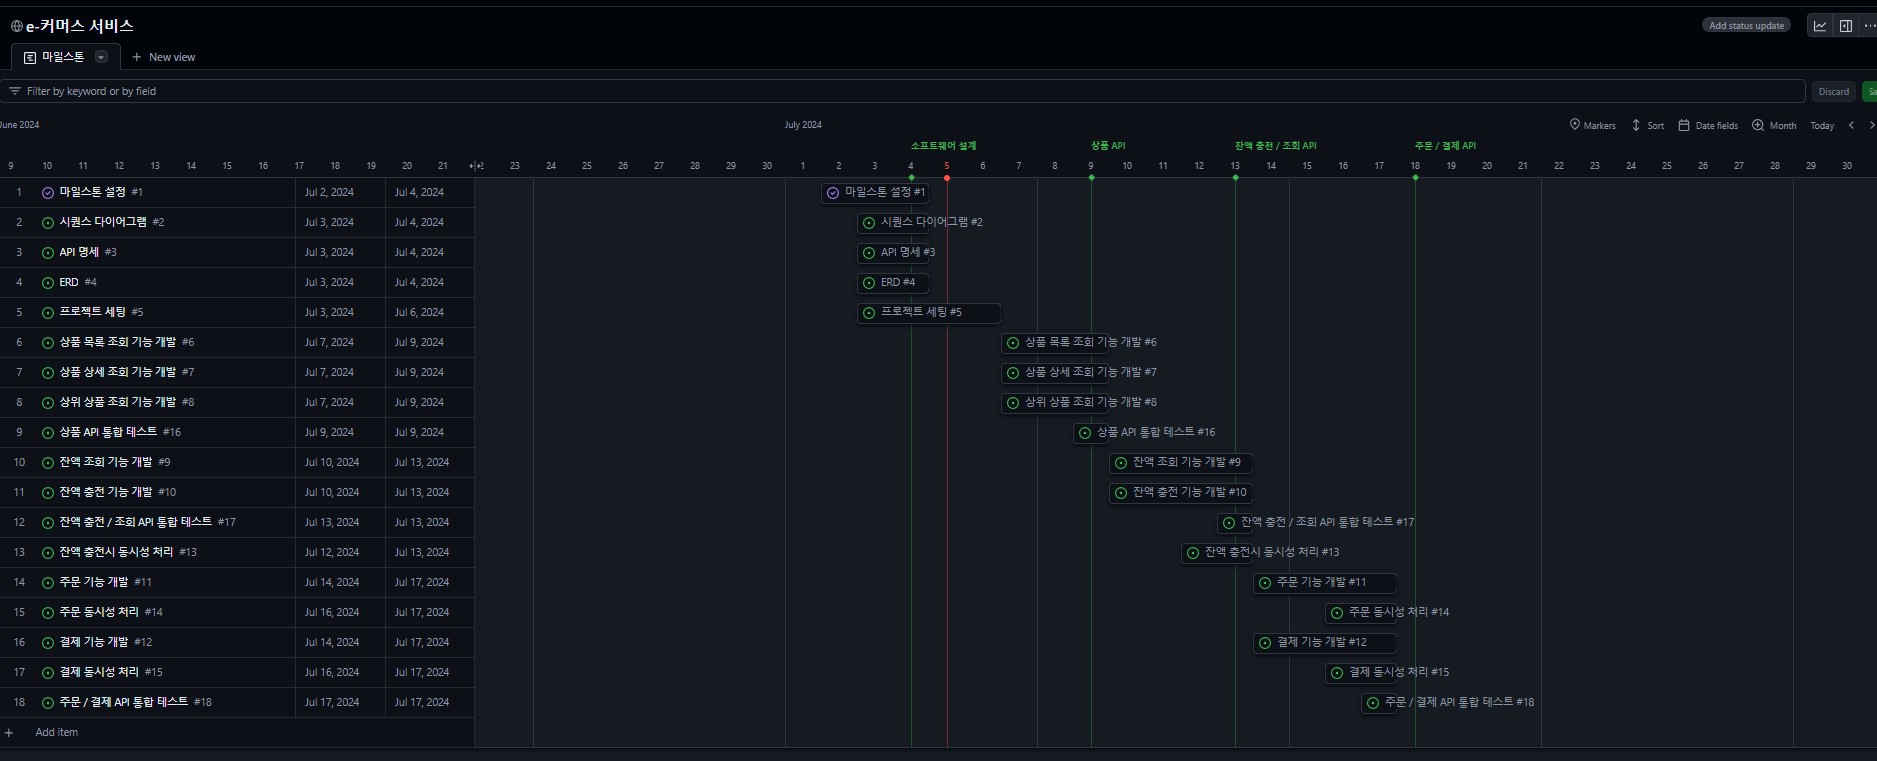 e-커머스 서비스
Add status update
마일스톤
New view
Filter by keyword or by field
Discard
June 2024
July 2024
Markers Sort Date fields Month Today
소프트웨어 설계 상품 API 잔액 충전 / 조회 API 주문 / 결제 API
9 10 11 12 13 14 15 16 17 18 19 20 21 22 23 24 25 26 27 28 29 30 1 2 3 4 5 6 7 8 9 10 11 12 13 14 15 16 17 18 19 20 21 22 23 24 25 26 27 28 29 30
1 마일스톤 설정 #1 Jul 2, 2024 Jul 4, 2024 마일스톤 설정 #1
2 시퀀스 다이어그램 #2 Jul 3, 2024 Jul 4, 2024 시퀀스 다이어그램 #2
3 API 명세 #3 Jul 3, 2024 Jul 4, 2024 API 명세 #3
4 ERD #4 Jul 3, 2024 Jul 4, 2024 ERD #4
5 프로젝트 세팅 #5 Jul 3, 2024 Jul 6, 2024 프로젝트 세팅 #5
6 상품 목록 조회 기능 개발 #6 Jul 7, 2024 Jul 9, 2024 상품 목록 조회 기능 개발 #6
7 상품 상세 조회 기능 개발 #7 Jul 7, 2024 Jul 9, 2024 상품 상세 조회 기능 개발 #7
8 상위 상품 조회 기능 개발 #8 Jul 7, 2024 Jul 9, 2024 상위 상품 조회 기능 개발 #8
9 상품 API 통합 테스트 #16 Jul 9, 2024 Jul 9, 2024 상품 API 통합 테스트 #16
10 잔액 조회 기능 개발 #9 Jul 10, 2024 Jul 13, 2024 잔액 조회 기능 개발 #9
11 잔액 충전 기능 개발 #10 Jul 10, 2024 Jul 13, 2024 잔액 충전 기능 개발 #10
12 잔액 충전 / 조회 API 통합 테스트 #17 Jul 13, 2024 Jul 13, 2024 잔액 충전 / 조회 API 통합 테스트 #17
13 잔액 충전시 동시성 처리 #13 Jul 12, 2024 Jul 13, 2024 잔액 충전시 동시성 처리 #13
14 주문 기능 개발 #11 Jul 14, 2024 Jul 17, 2024 주문 기능 개발 #11
15 주문 동시성 처리 #14 Jul 16, 2024 Jul 17, 2024 주문 동시성 처리 #14
16 결제 기능 개발 #12 Jul 14, 2024 Jul 17, 2024 결제 기능 개발 #12
17 결제 동시성 처리 #15 Jul 16, 2024 Jul 17, 2024 결제 동시성 처리 #15
18 주문 / 결제 API 통합 테스트 #18 Jul 17, 2024 Jul 17, 2024 주문 / 결제 API 통합 테스트 #18
Add item